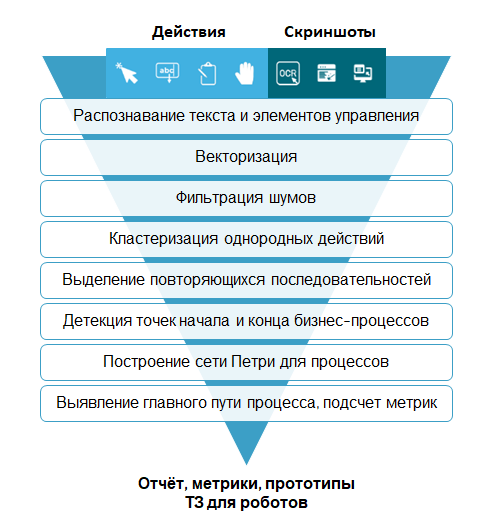 Действия
Скриншоты
abc
OCR
Распознавание текста и элементов управления
Векторизация
Фильтрация шумов
Кластеризация однородных действий
Выделение повторяющихся последовательностей
Детекция точек начала и конца бизнес-процессов
Построение сети Петри для процессов
Выявление главного пути процесса, подсчет метрик
Отчёт, метрики, прототипы
ТЗ для роботов